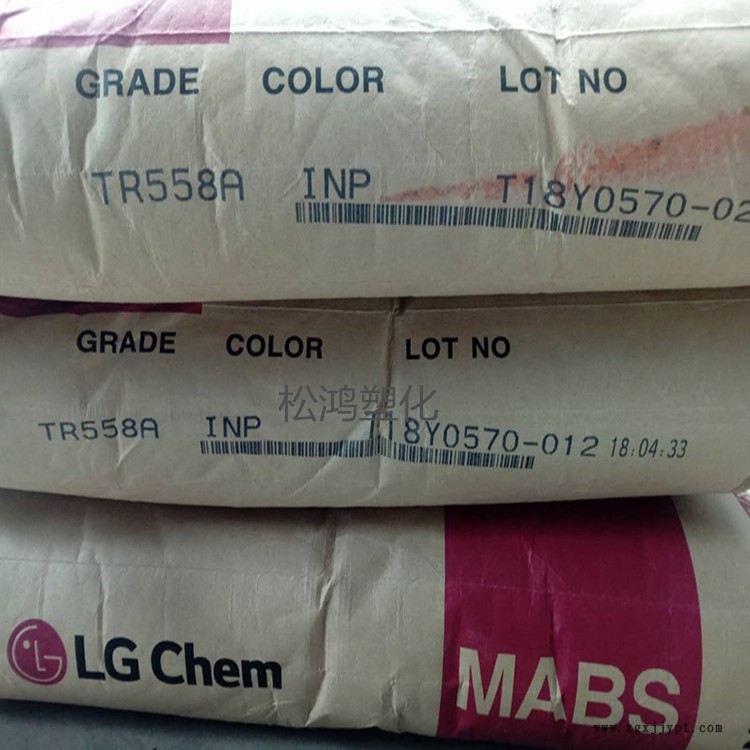 GRADE COLOR LOT NO
TR558A INP T18Y0570-02
GRADE COLOR LOT NO
松鸿塑化
TR558A INP T18Y0570-012 18:04:33
LG Chem
MABS
www.zgxjjypt.com